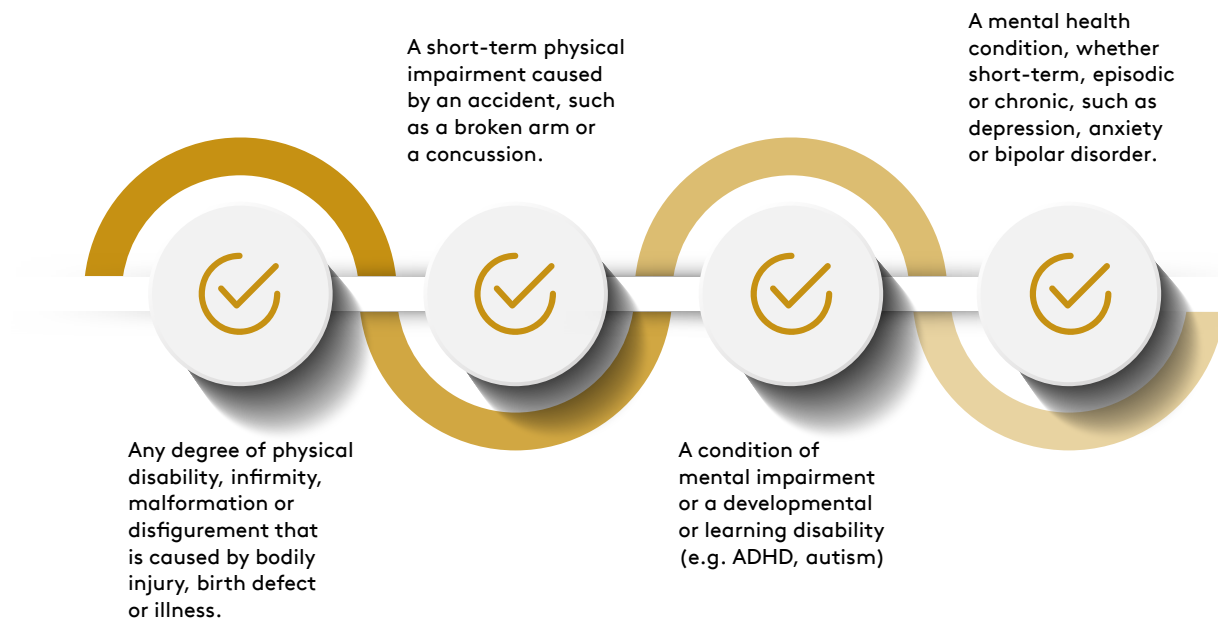 Any degree of physical
disability, infirmity,
malformation or
disfigurement that
is caused by bodily
injury, birth defect
or illness.
A short-term physical
impairment caused
by an accident, such
as a broken arm or
a concussion.
A condition of
mental impairment
or a developmental
or learning disability
(e.g. ADHD, autism)
A mental health
condition, whether
short-term, episodic
or chronic, such as
depression, anxiety
or bipolar disorder.